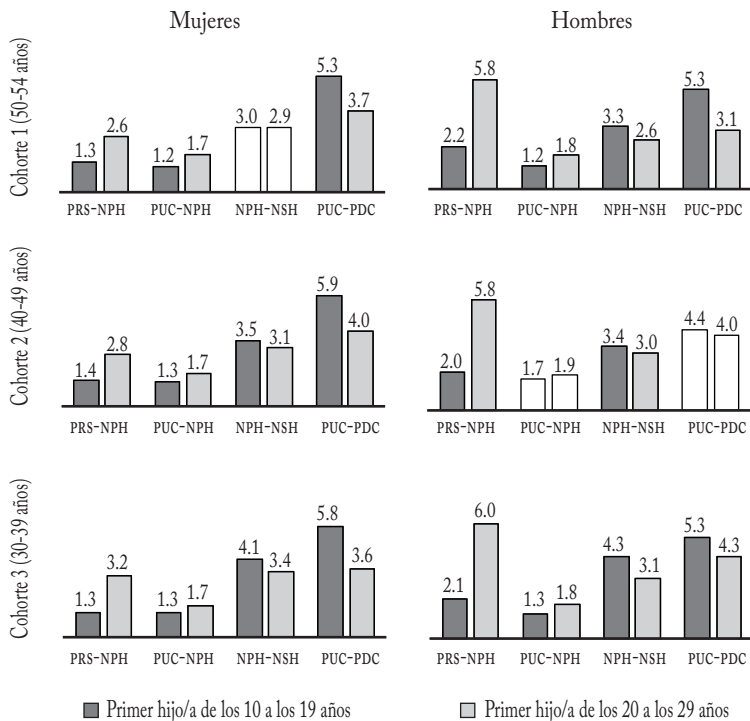 Mujeres
Hombres
Cohorte 1 (50-54 años)
1.3 2.6 1.2 1.7 3.0 2.9 5.3 3.7
PRS-NPH PUC-NPH NPH-NSH PUC-PDC
2.2 5.8 1.2 1.8 3.3 2.6 5.3 3.1
PRS-NPH PUC-NPH NPH-NSH PUC-PDC
Cohorte 2 (40-49 años)
1.4 2.8 1.3 1.7 3.5 3.1 5.9 4.0
PRS-NPH PUC-NPH NPH-NSH PUC-PDC
2.0 5.8 1.7 1.9 3.4 3.0 4.4 4.0
PRS-NPH PUC-NPH NPH-NSH PUC-PDC
Cohorte 3 (30-39 años)
1.3 3.2 1.3 1.7 4.1 3.4 5.8 3.6
PRS-NPH PUC-NPH NPH-NSH PUC-PDC
2.1 6.0 1.3 1.8 4.3 3.1 5.3 4.3
PRS-NPH PUC-NPH NPH-NSH PUC-PDC
Primer hijo/a de los 10 a los 19 años
Primer hijo/a de los 20 a los 29 años